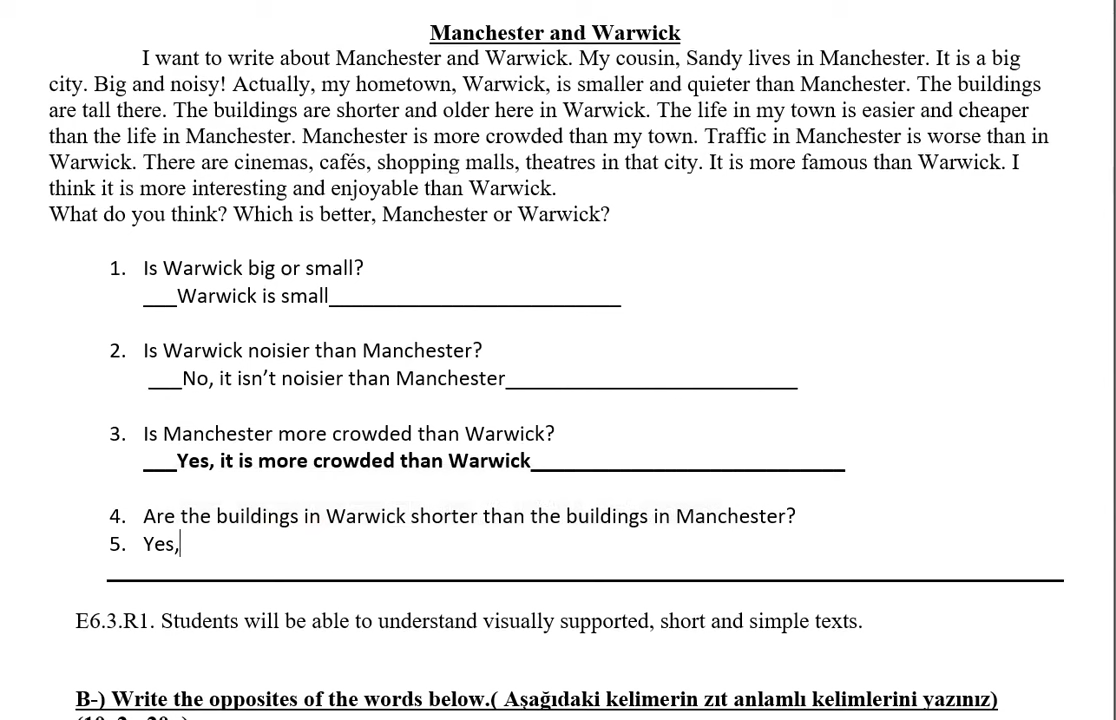 Manchester and Warwick
I want to write about Manchester and Warwick. My cousin, Sandy lives in Manchester. It is a big
city. Big and noisy! Actually, my hometown, Warwick, is smaller and quieter than Manchester. The buildings
are tall there. The buildings are shorter and older here in Warwick. The life in my town is easier and cheaper
than the life in Manchester. Manchester is more crowded than my town. Traffic in Manchester is worse than in
Warwick. There are cinemas, cafés, shopping malls, theatres in that city. It is more famous than Warwick. I
think it is more interesting and enjoyable than Warwick.
What do you think? Which is better, Manchester or Warwick?
1. Is Warwick big or small?
___Warwick is small__________________________
2. Is Warwick noisier than Manchester?
___No, it isn't noisier than Manchester__________________________
3. Is Manchester more crowded than Warwick?
___Yes, it is more crowded than Warwick____________________________
4. Are the buildings in Warwick shorter than the buildings in Manchester?
5. Yes,
E6.3.R1. Students will be able to understand visually supported, short and simple texts.
B-) Write the opposites of the words below.( Aşağıdaki kelimerin zıt anlamlı kelimlerini yazınız)